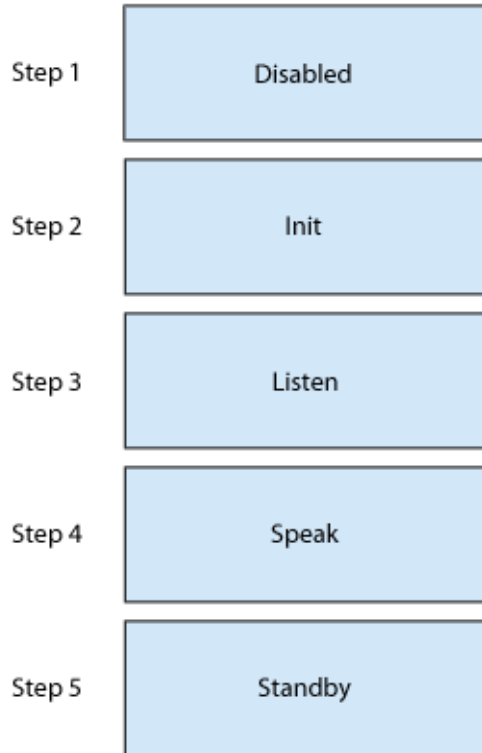 Step 1 Disabled
Step 2 Init
Step 3 Listen
Step 4 Speak
Step 5 Standby